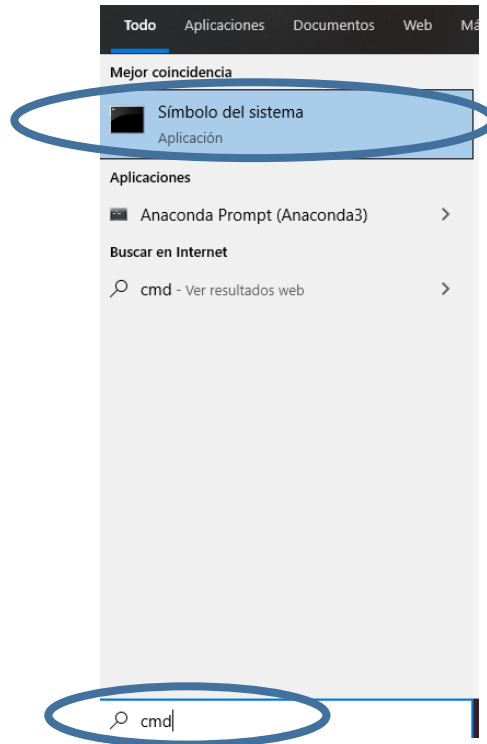 Todo Aplicaciones Documentos Web Má
Mejor coincidencia
Símbolo del sistema
Aplicación
Aplicaciones
Anaconda Prompt (Anaconda3)
Buscar en Internet
cmd - Ver resultados web
cmd